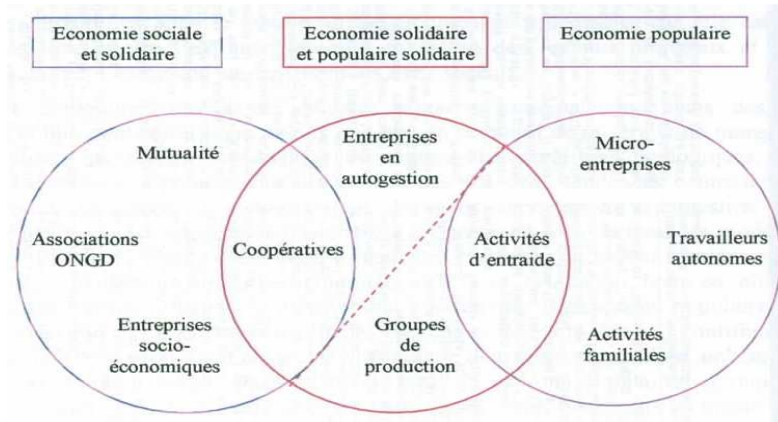 Economie sociale
et solidaire
Economie solidaire
et populaire solidaire
Economie populaire
Mutualité
Entreprises
en
autogestion
Micro-
entreprises
Associations
ONGD
Coopératives
Activités
d'entraide
Travailleurs
autonomes
Entreprises
socio-
économiques
Groupes
de
production
Activités
familiales